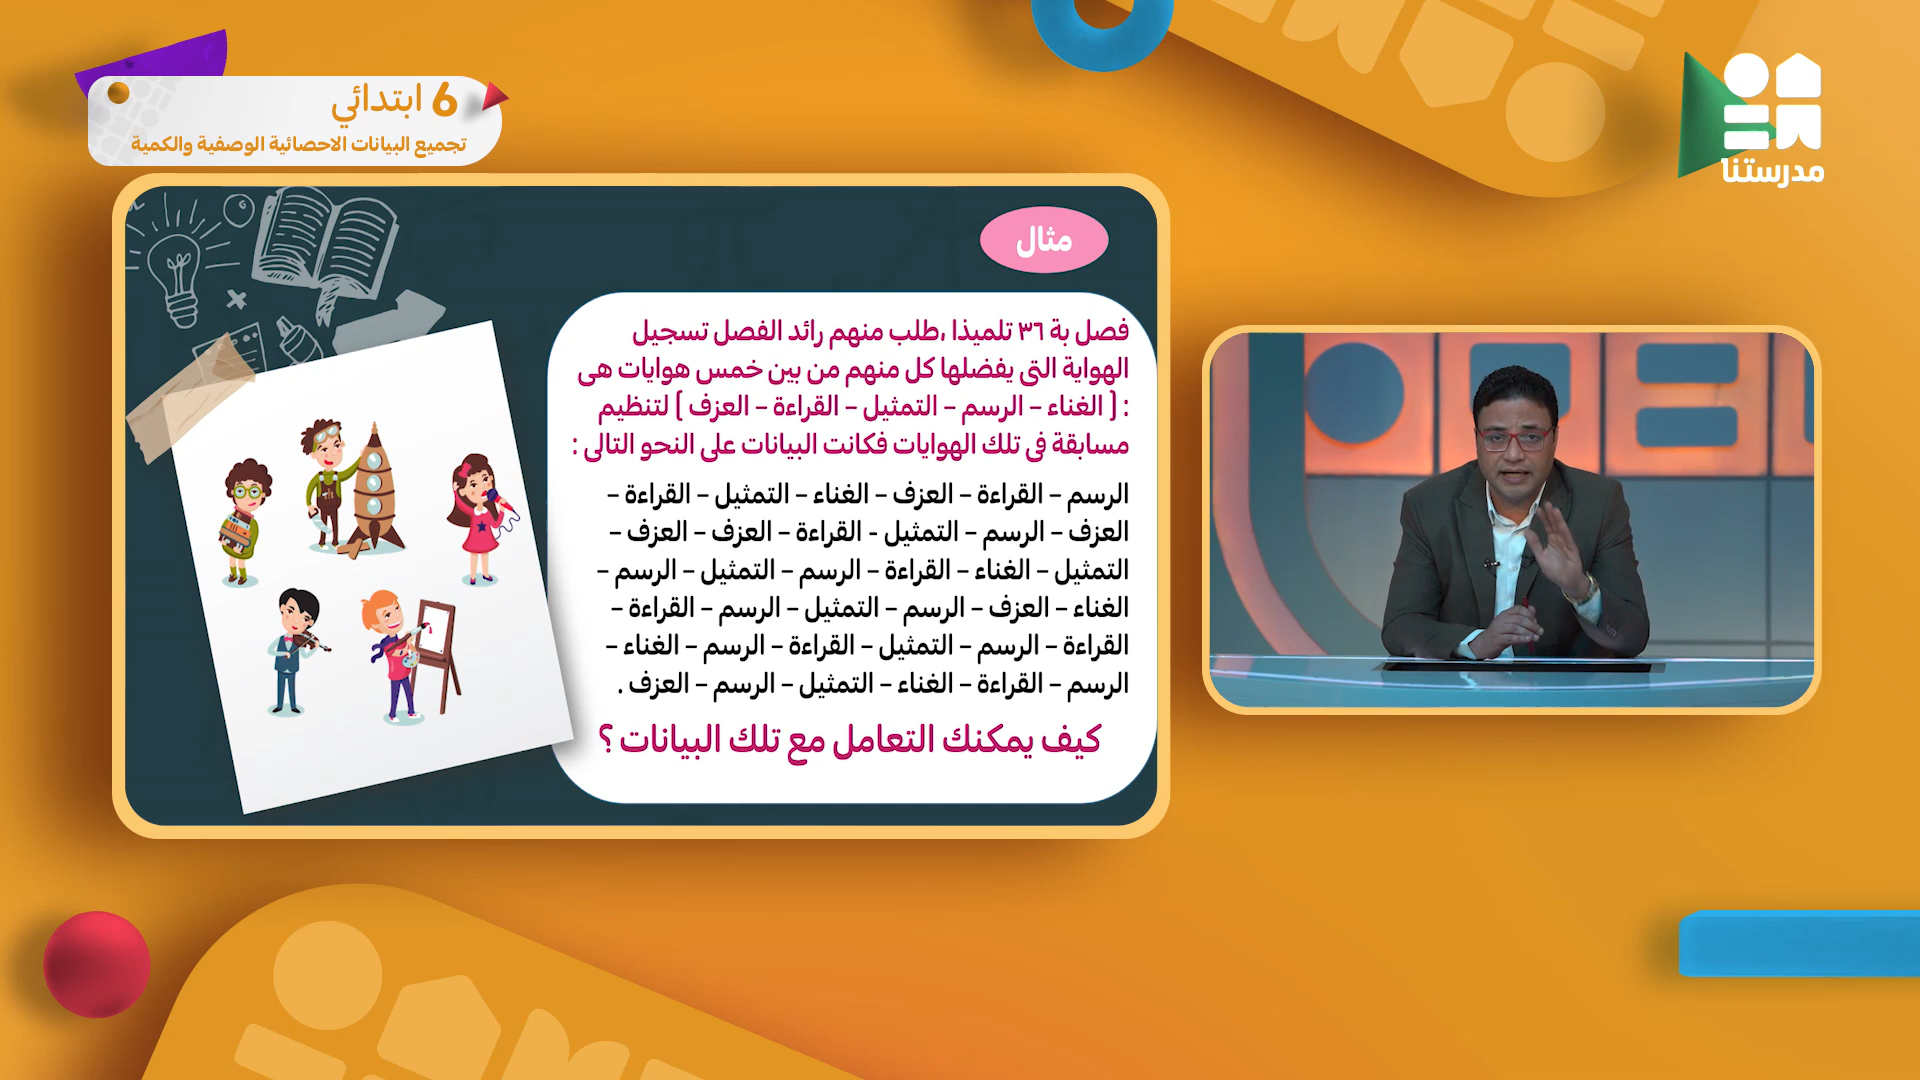 6 ابتدائي
تجميع البيانات الاحصائية الوصفية والكمية
مدرستنا
مثال
فصل بة ٣٦ تلميذا ،طلب منهم رائد الفصل تسجيل
الهواية التى يفضلها كل منهم من بين خمس هوايات هى
: [ الغناء – الرسم – التمثيل – القراءة – العزف ] لتنظيم
مسابقة فى تلك الهوايات فكانت البيانات على النحو التالى :
الرسم – القراءة – العزف – الغناء – التمثيل – القراءة –
العزف – الرسم – التمثيل - القراءة – العزف – العزف –
التمثيل – الغناء – القراءة – الرسم – التمثيل – الرسم –
الغناء – العزف – الرسم – التمثيل – الرسم – القراءة –
القراءة – الرسم – التمثيل – القراءة – الرسم – الغناء –
الرسم – القراءة – الغناء – التمثيل – الرسم – العزف .
كيف يمكنك التعامل مع تلك البيانات ؟